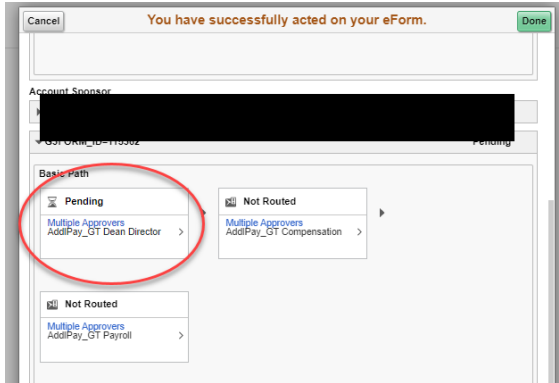 Cancel
You have successfully acted on your eForm.
Done
Account Sponsor
Pending
Basic Path
Pending
Multiple Approvers
AddlPay_GT Dean Director
Not Routed
Multiple Approvers
AddlPay_GT Compensation
Not Routed
Multiple Approvers
AddlPay_GT Payroll